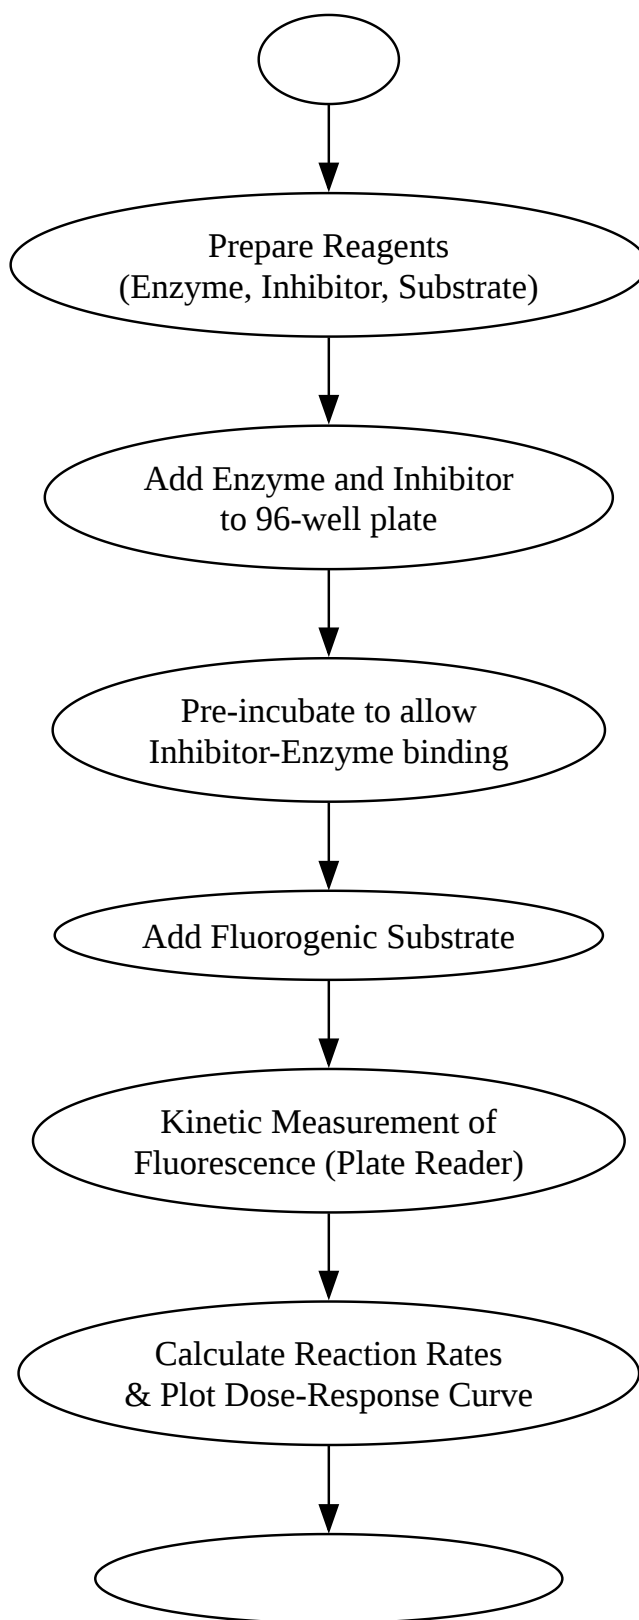 Prepare Reagents
(Enzyme, Inhibitor, Substrate)
Add Enzyme and Inhibitor
to 96-well plate
Pre-incubate to allow
Inhibitor-Enzyme binding
Add Fluorogenic Substrate
Kinetic Measurement of
Fluorescence (Plate Reader)
Calculate Reaction Rates
& Plot Dose-Response Curve